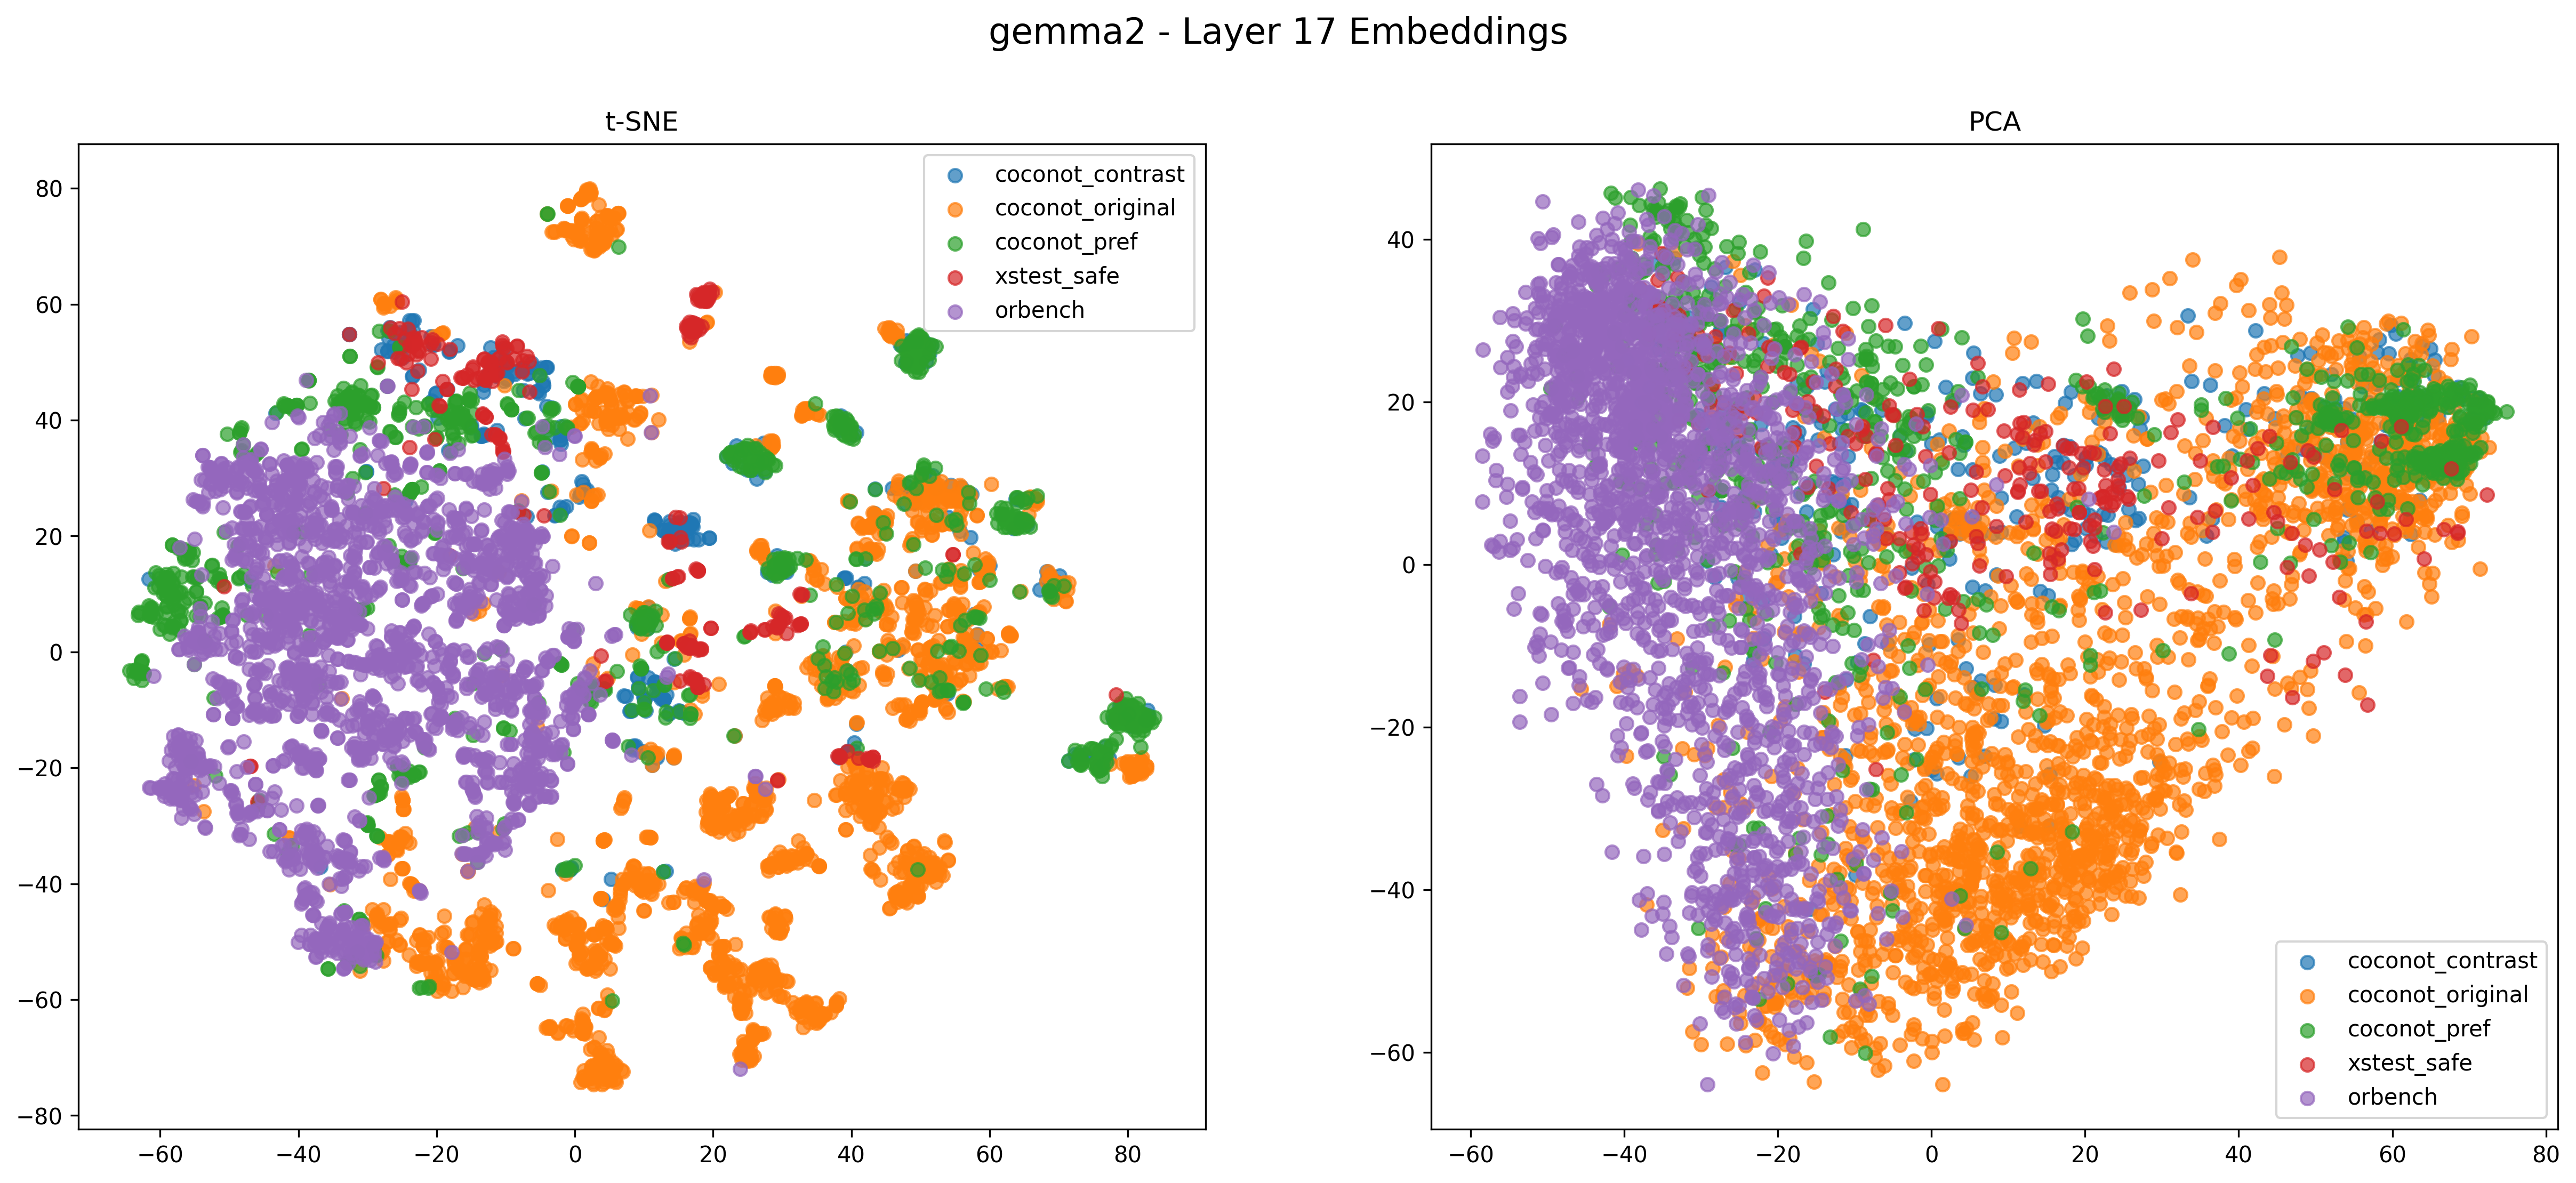 gemma2 - Layer 17 Embeddings
t-SNE
coconot_contrast
coconot_original
coconot_pref
xstest_safe
orbench
80
60
40
20
0
−20
−40
−60
−80
−60 −40 −20 0 20 40 60 80
PCA
40
20
0
−20
−40
−60
coconot_contrast
coconot_original
coconot_pref
xstest_safe
orbench
−60 −40 −20 0 20 40 60 80